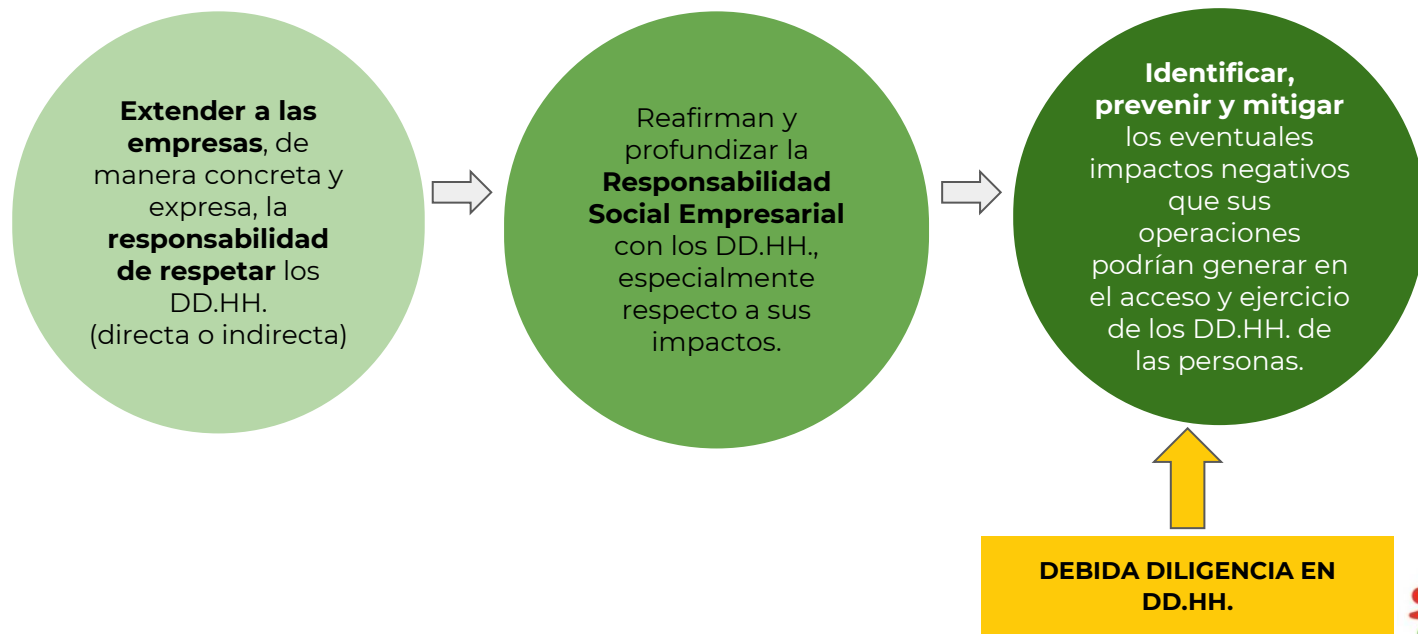 Extender a las
empresas, de
manera concreta y
expresa, la
responsabilidad
de respetar los
DD.HH.
(directa o indirecta)
Reafirman y
profundizar la
Responsabilidad
Social Empresarial
con los DD.HH.,
especialmente
respecto a sus
impactos.
Identificar,
prevenir y mitigar
los eventuales
impactos negativos
que sus
operaciones
podrían generar en
el acceso y ejercicio
de los DD.HH. de
las personas.
DEBIDA DILIGENCIA EN
DD.HH.